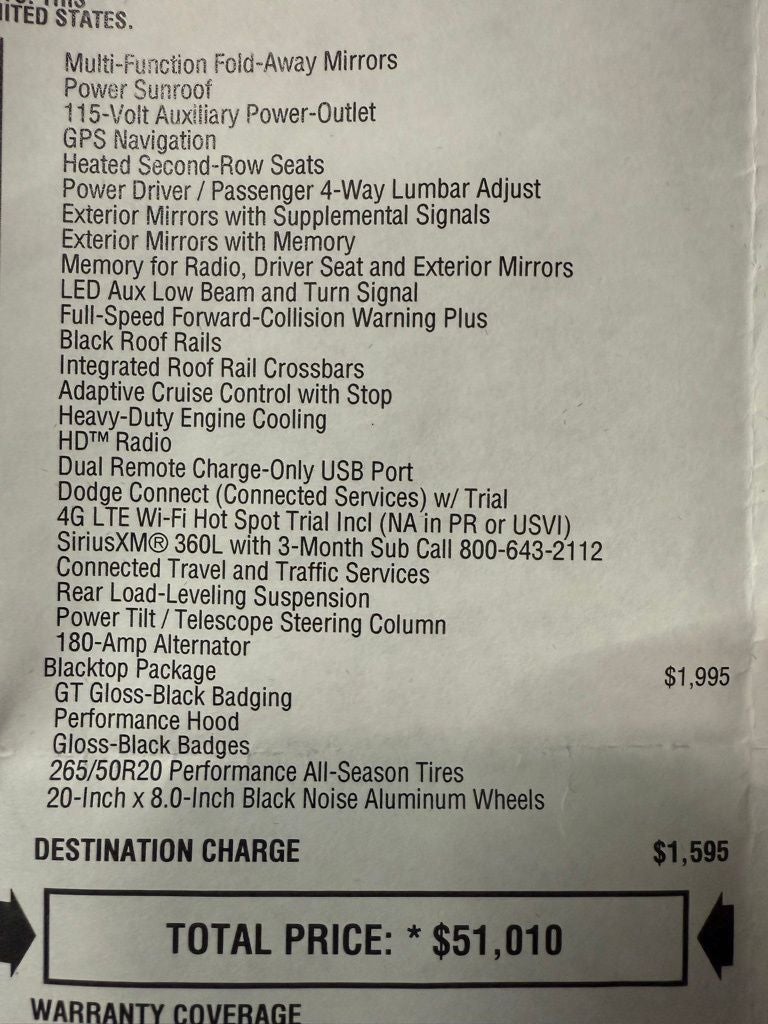 UNITED STATES.
Multi-Function Fold-Away Mirrors
Power Sunroof
115-Volt Auxiliary Power-Outlet
GPS Navigation
Heated Second-Row Seats
Power Driver / Passenger 4-Way Lumbar Adjust
Exterior Mirrors with Supplemental Signals
Exterior Mirrors with Memory
Memory for Radio, Driver Seat and Exterior Mirrors
LED Aux Low Beam and Turn Signal
Full-Speed Forward-Collision Warning Plus
Black Roof Rails
Integrated Roof Rail Crossbars
Adaptive Cruise Control with Stop
Heavy-Duty Engine Cooling
HD™ Radio
Dual Remote Charge-Only USB Port
Dodge Connect (Connected Services) w/ Trial
4G LTE Wi-Fi Hot Spot Trial Incl (NA in PR or USVI)
SiriusXM® 360L with 3-Month Sub Call 800-643-2112
Connected Travel and Traffic Services
Rear Load-Leveling Suspension
Power Tilt / Telescope Steering Column
180-Amp Alternator
Blacktop Package $1,995
GT Gloss-Black Badging
Performance Hood
Gloss-Black Badges
265/50R20 Performance All-Season Tires
20-Inch x 8.0-Inch Black Noise Aluminum Wheels
DESTINATION CHARGE $1,595
TOTAL PRICE: * $51,010
WARRANTY COVERAGE